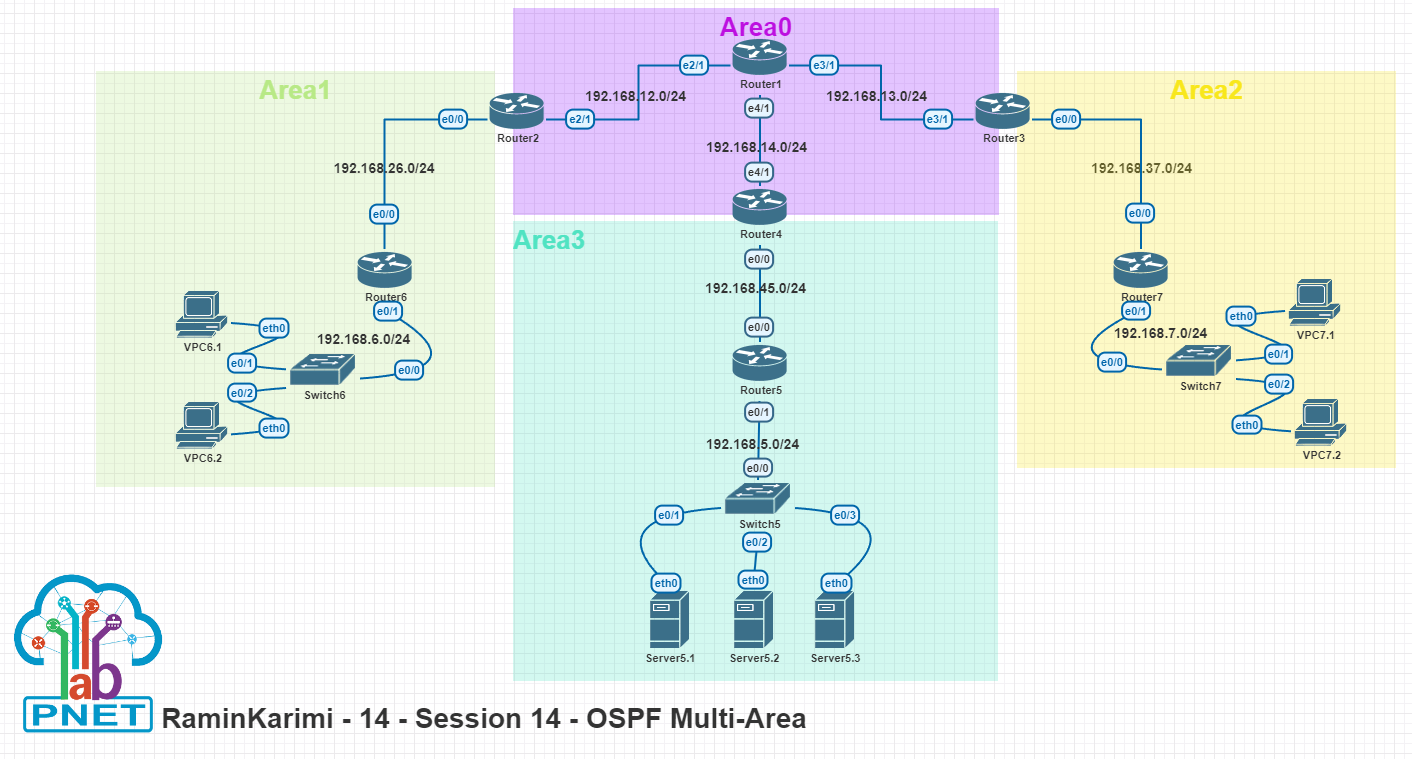 Area0
Area1
Area2
Area3
e2/1
Router1
e3/1
192.168.12.0/24
192.168.13.0/24
e4/1
e0/0
Router2
e2/1
e3/1
Router3
e0/0
192.168.14.0/24
e4/1
Router4
192.168.26.0/24
e0/0
Router6
e0/1
192.168.6.0/24
VPC6.1
eth0
e0/1
e0/0
Switch6
e0/2
eth0
VPC6.2
e0/0
192.168.45.0/24
e0/0
Router5
e0/1
192.168.5.0/24
e0/0
Switch5
e0/1
e0/2
e0/3
eth0
eth0
eth0
Server5.1
Server5.2
Server5.3
192.168.37.0/24
e0/0
Router7
e0/1
192.168.7.0/24
e0/0
Switch7
eth0
VPC7.1
e0/1
e0/2
eth0
VPC7.2
lab
PNET
RaminKarimi - 14 - Session 14 - OSPF Multi-Area